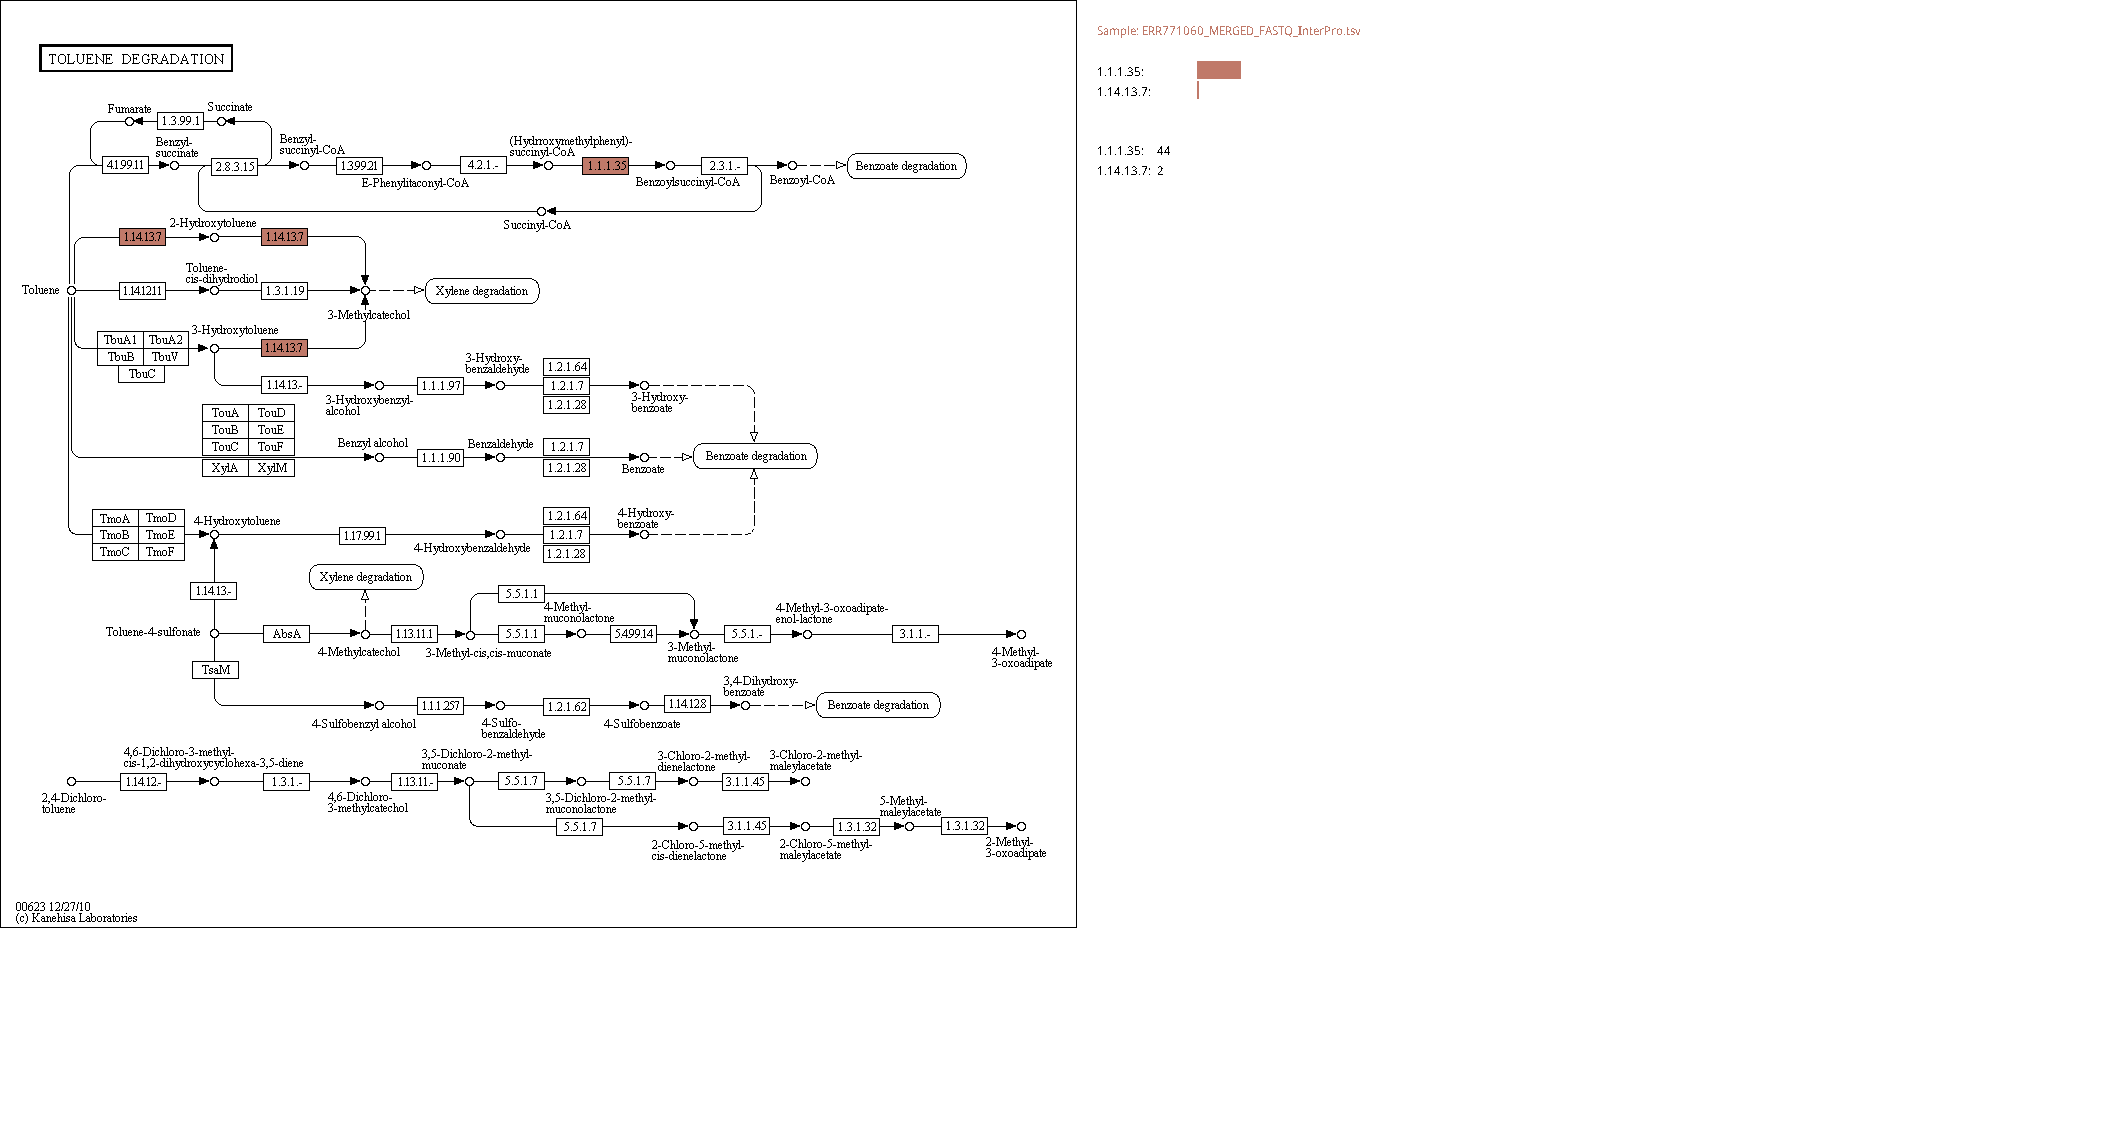 TOLUENE DEGRADATION
Sample: ERR771060_MERGED_FASTQ_InterPro.tsv
1.1.1.35:
1.14.13.7:
1.1.1.35: 44
1.14.13.7: 2
Fumarate
1.3.99.1
Succinate
4.1.99.11
Benzyl-
succinate
2.8.3.15
Benzyl-
succinyl-CoA
1.3.99.21
E-Phenylitaconyl-CoA
4.2.1.-
(Hydroxymethylphenyl)-
succinyl-CoA
1.1.1.35
Benzoylsuccinyl-CoA
2.3.1.-
Benzoyl-CoA
Benzoate degradation
Succinyl-CoA
1.14.13.7
2-Hydroxytoluene
1.14.13.7
Toluene
1.14.12.11
Toluene-
cis-dihydrodiol
1.3.1.19
3-Methylcatechol
Xylene degradation
TbuA1 TbuA2
TbuB TbuV
TbuC
3-Hydroxytoluene
1.14.13.7
1.14.13.-
3-Hydroxybenzyl-
alcohol
1.1.1.97
3-Hydroxy-
benzaldehyde
1.2.1.64
1.2.1.7
1.2.1.28
3-Hydroxy-
benzoate
TouA TouD
TouB TouE
TouC TouF
XylA XylM
Benzyl alcohol
1.1.1.90
Benzaldehyde
1.2.1.7
1.2.1.28
Benzoate
Benzoate degradation
TmoA TmoD
TmoB TmoE
TmoC TmoF
4-Hydroxytoluene
1.17.99.1
4-Hydroxybenzaldehyde
1.2.1.64
1.2.1.7
1.2.1.28
4-Hydroxy-
benzoate
1.14.13.-
Xylene degradation
Toluene-4-sulfonate
AbsA
4-Methylcatechol
1.13.11.1
3-Methyl-cis,cis-muconate
5.5.1.1
5.5.1.1
4-Methyl-
muconolactone
5.4.99.14
3-Methyl-
muconolactone
5.5.1.-
4-Methyl-3-oxoadipate-
enol-lactone
3.1.1.-
4-Methyl-
3-oxoadipate
TsaM
4-Sulfobenzyl alcohol
1.1.1.257
4-Sulfo-
benzaldehyde
1.2.1.62
4-Sulfobenzoate
1.14.12.8
3,4-Dihydroxy-
benzoate
Benzoate degradation
2,4-Dichloro-
toluene
1.14.12.-
4,6-Dichloro-3-methyl-
cis-1,2-dihydroxycyclohexa-3,5-diene
1.3.1.-
4,6-Dichloro-
3-methylcatechol
1.13.11.-
3,5-Dichloro-2-methyl-
muconate
5.5.1.7
3,5-Dichloro-2-methyl-
muconolactone
5.5.1.7
3-Chloro-2-methyl-
dienelactone
3.1.1.45
3-Chloro-2-methyl-
maleylacetate
5.5.1.7
2-Chloro-5-methyl-
cis-dienelactone
3.1.1.45
2-Chloro-5-methyl-
maleylacetate
1.3.1.32
5-Methyl-
maleylacetate
1.3.1.32
2-Methyl-
3-oxoadipate
00623 12/27/10
(c) Kanehisa Laboratories